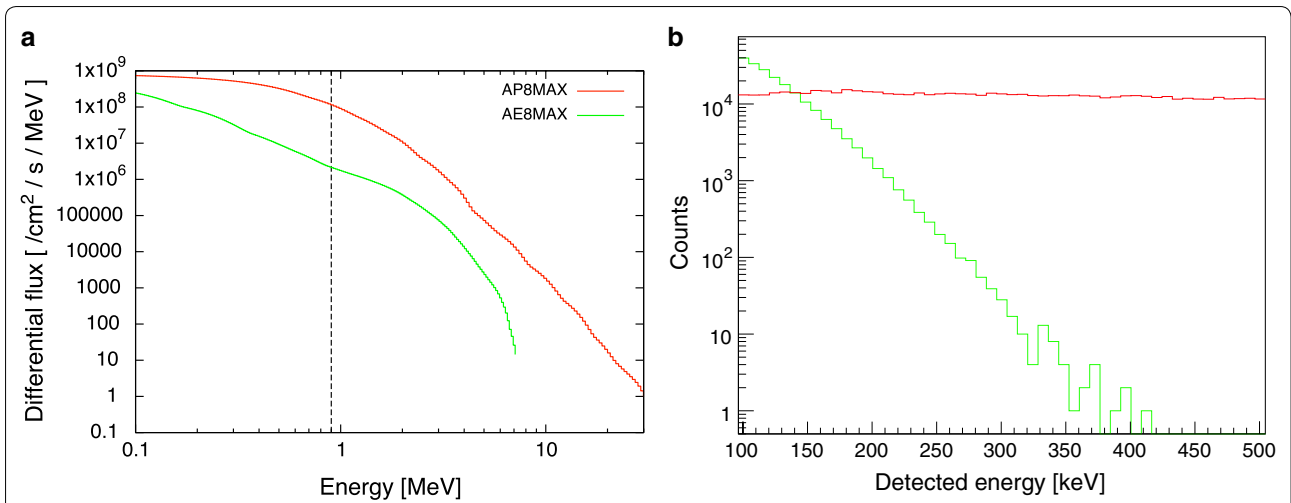 a
Differential flux [ /cm² / s / MeV ]
1x10⁹
1x10⁸
1x10⁷
1x10⁶
100000
10000
1000
100
10
1
0.1
AP8MAX
AE8MAX
0.1 1 10
Energy [MeV]
b
Counts
10⁴
10³
10²
10
1
100 150 200 250 300 350 400 450 500
Detected energy [keV]